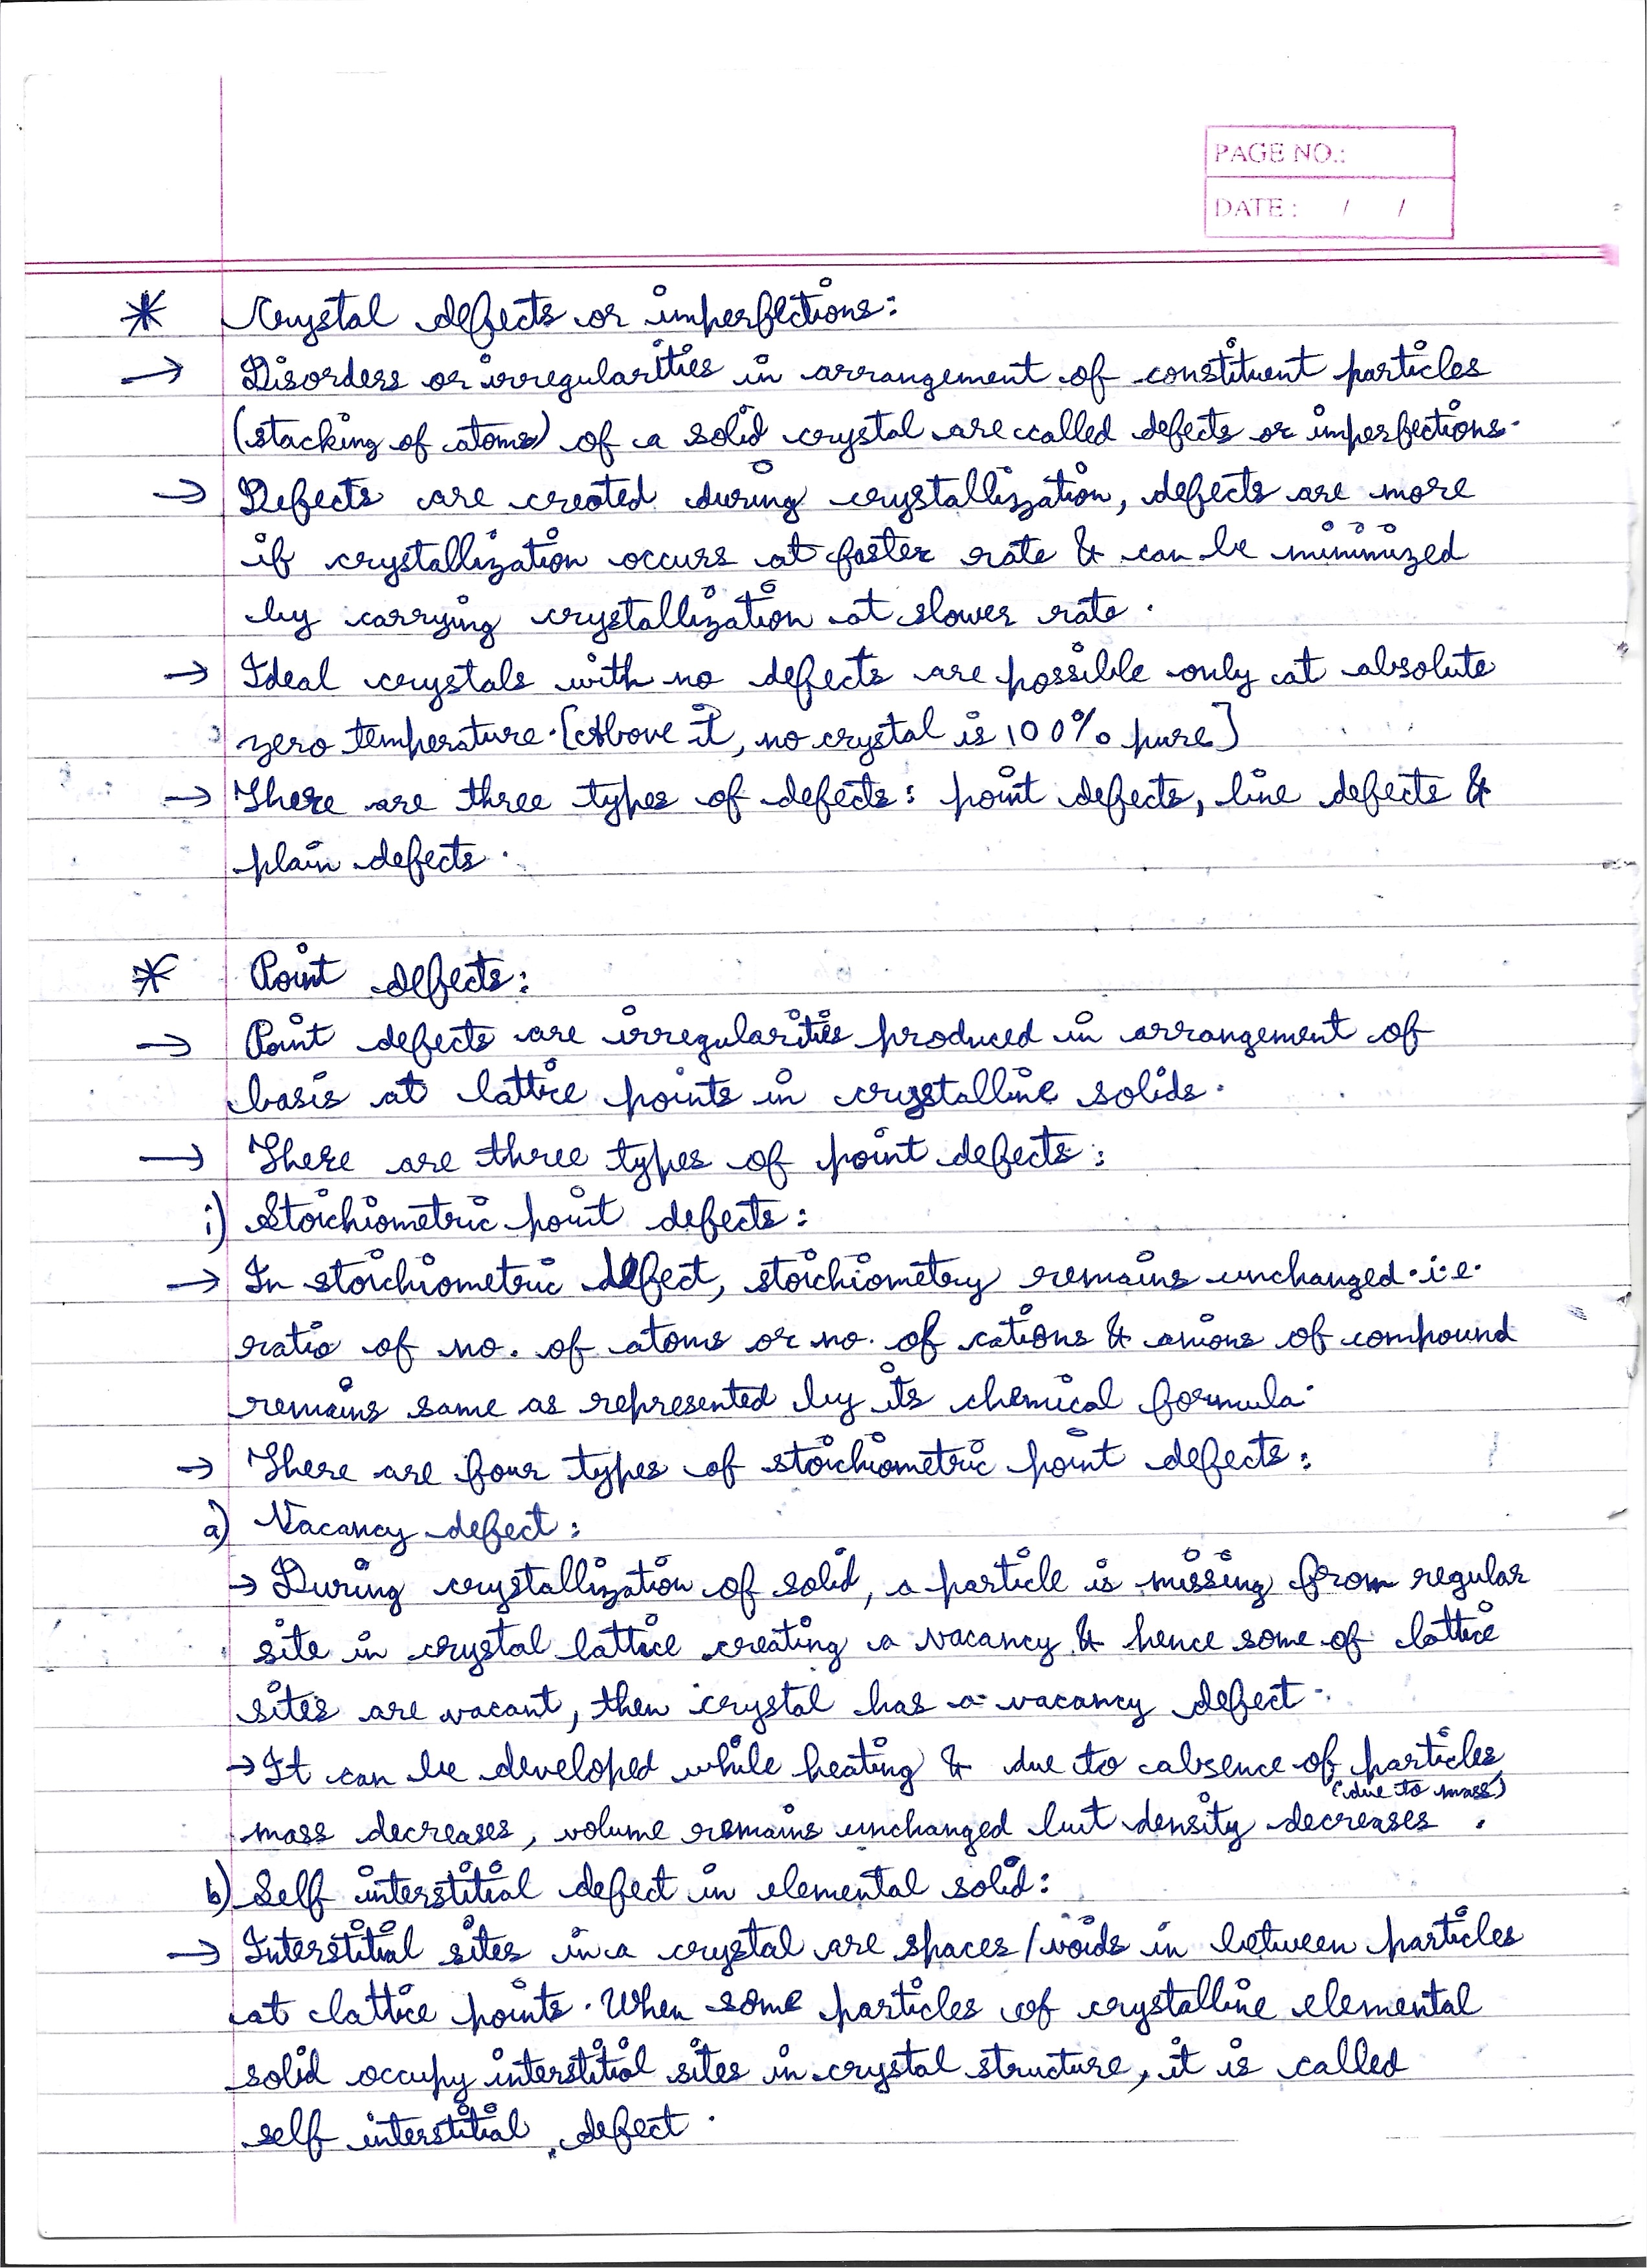 PAGE NO.:
DATE : / /
* Crystal defects or imperfections:
→ Disorders or irregularities in arrangement of constituent particles
(stacking of atoms) of a solid crystal are called defects or imperfections.
→ Defects are created during crystallization, defects are more
if crystallization occurs at faster rate & can be minimized
by carrying crystallization at slower rate.
→ Ideal crystals with no defects are possible only at absolute
zero temperature. [Above it, no crystal is 100% pure]
→ There are three types of defects: point defects, line defects &
plain defects.
* Point defects:
→ Point defects are irregularities produced in arrangement of
basis at lattice points in crystalline solids.
→ There are three types of point defects:
i) Stoichiometric point defects:
→ In stoichiometric defect, stoichiometry remains unchanged. i.e.
ratio of no. of atoms or no. of cations & anions of compound
remains same as represented by its chemical formula.
→ There are four types of stoichiometric point defects:
a) Vacancy defect:
→ During crystallization of solid, a particle is missing from regular
site in crystal lattice creating a vacancy & hence some of lattice
sites are vacant, then crystal has a vacancy defect.
→ It can be developed while heating & due to absence of particles
(due to mass)
mass decreases, volume remains unchanged but density decreases.
b) Self interstitial defect in elemental solid:
→ Interstitial sites in a crystal are spaces/voids in between particles
at lattice points. When some particles of crystalline elemental
solid occupy interstitial sites in crystal structure, it is called
self interstitial defect.